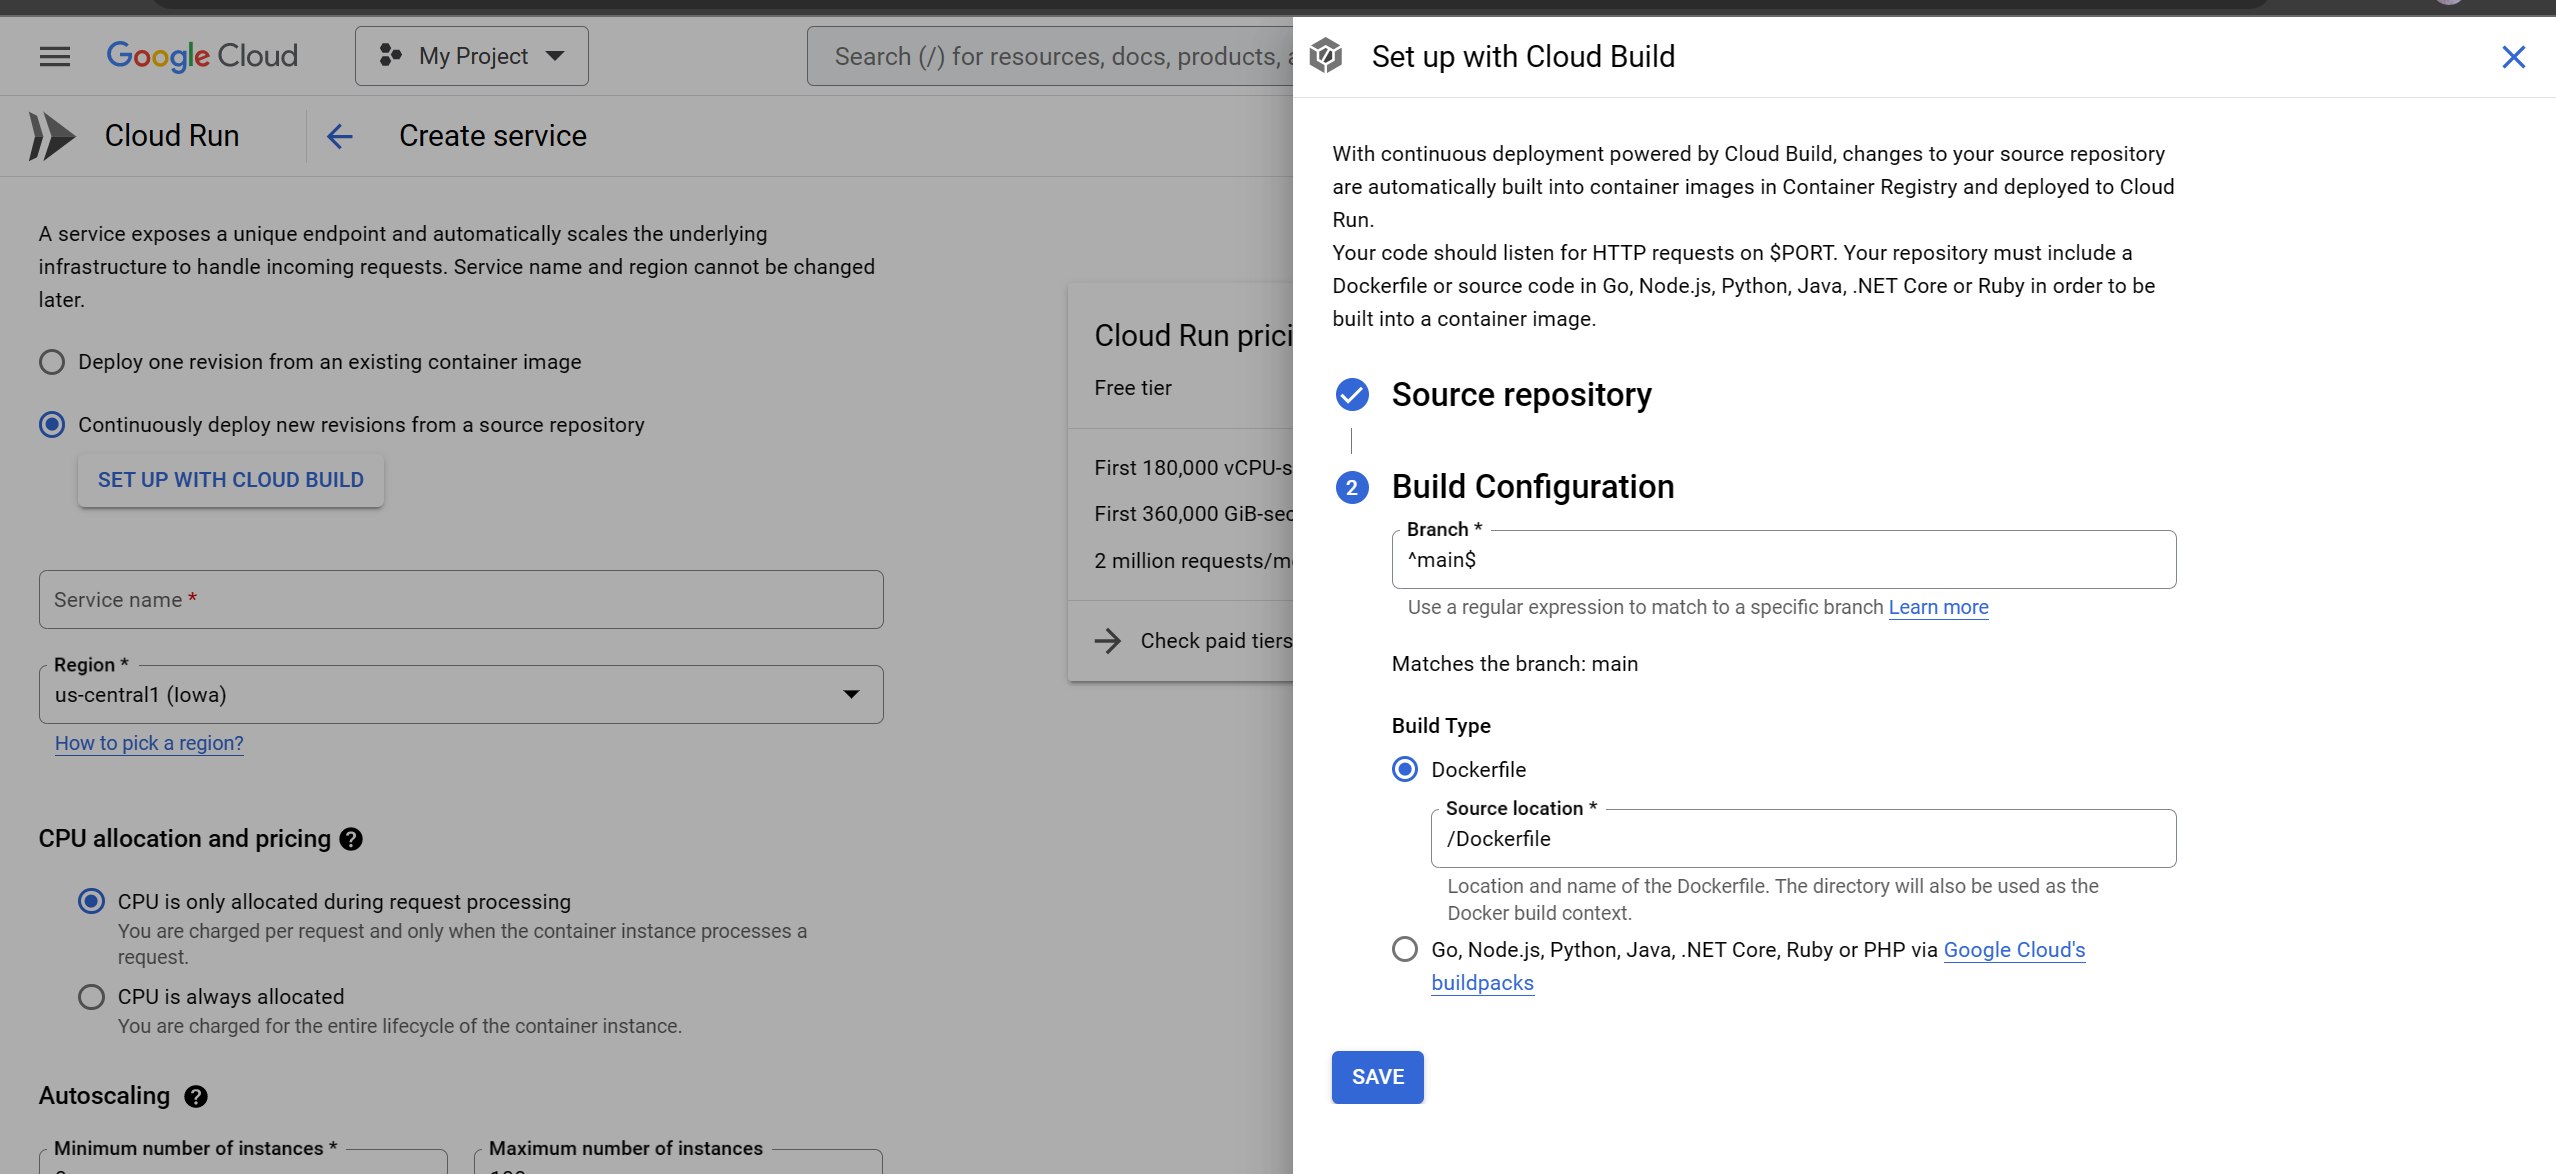 Google Cloud
My Project
Search (/) for resources, docs, products,
Cloud Run
Create service
A service exposes a unique endpoint and automatically scales the underlying
infrastructure to handle incoming requests. Service name and region cannot be changed
later.
Deploy one revision from an existing container image
Continuously deploy new revisions from a source repository
SET UP WITH CLOUD BUILD
Service name *
Region *
us-central1 (Iowa)
How to pick a region?
CPU allocation and pricing
CPU is only allocated during request processing
You are charged per request and only when the container instance processes a
request.
CPU is always allocated
You are charged for the entire lifecycle of the container instance.
Autoscaling
Minimum number of instances *
Maximum number of instances
Cloud Run prici
Free tier
First 180,000 vCPU-s
First 360,000 GiB-sec
2 million requests/m
Check paid tiers
Set up with Cloud Build
With continuous deployment powered by Cloud Build, changes to your source repository
are automatically built into container images in Container Registry and deployed to Cloud
Run.
Your code should listen for HTTP requests on $PORT. Your repository must include a
Dockerfile or source code in Go, Node.js, Python, Java, .NET Core or Ruby in order to be
built into a container image.
Source repository
2 Build Configuration
Branch *
^main$
Use a regular expression to match to a specific branch Learn more
Matches the branch: main
Build Type
Dockerfile
Source location *
/Dockerfile
Location and name of the Dockerfile. The directory will also be used as the
Docker build context.
Go, Node.js, Python, Java, .NET Core, Ruby or PHP via Google Cloud's
buildpacks
SAVE